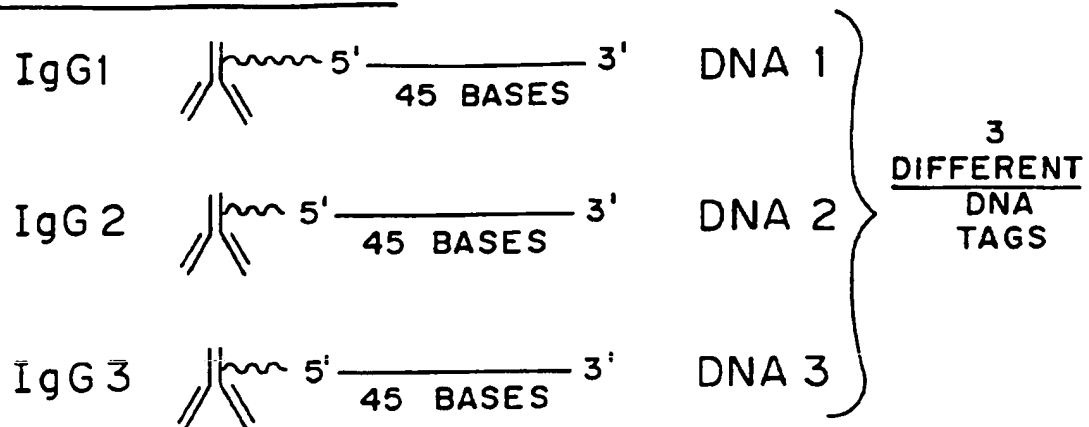 IgG1 5' 3' DNA 1
45 BASES
IgG 2 5' 3' DNA 2
45 BASES
IgG 3 5' 3' DNA 3
45 BASES
3
DIFFERENT
DNA
TAGS